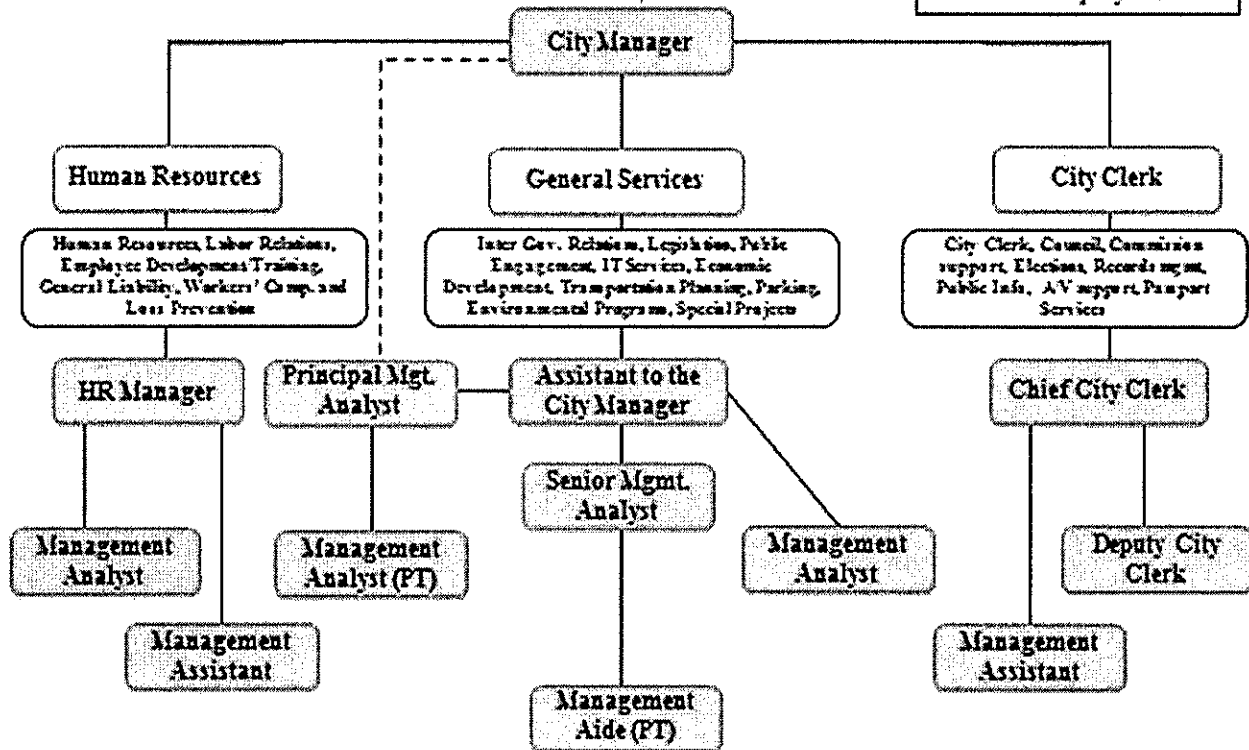 City Manager
Human Resources
General Services
City Clerk
Human Resources, Labor Relations,
Employee Development/Training,
General Liability, Workers' Comp. and
Loss Prevention
Inter Gov. Relations, Legislation, Public
Engagement, IT Services, Economic
Development, Transportation Planning, Parking,
Environmental Programs, Special Projects
City Clerk, Council, Commission
support, Elections, Records mgmt,
Public Info, A/V support, Passport
Services
HR Manager
Principal Mgt.
Analyst
Assistant to the
City Manager
Chief City Clerk
Senior Mgmt.
Analyst
Management
Analyst
Management
Analyst (PT)
Management
Analyst
Deputy City
Clerk
Management
Assistant
Management
Assistant
Management
Aide (PT)